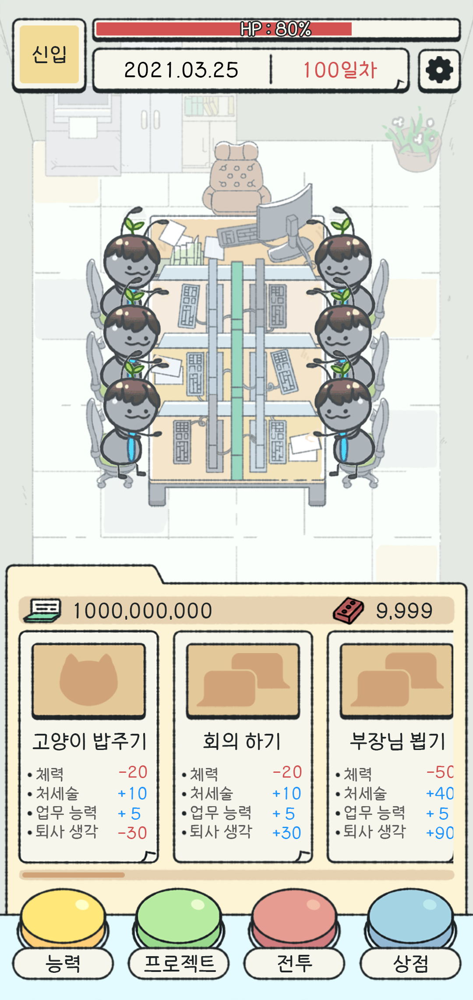 신입
HP : 80%
2021.03.25
100일차
1000,000,000
9,999
고양이 밥주기
• 체력 -20
• 처세술 +10
• 업무 능력 + 5
• 퇴사 생각 -30
회의 하기
• 체력 -20
• 처세술 +10
• 업무 능력 + 5
• 퇴사 생각 +30
부장님 뵙기
• 체력 -50
• 처세술 +40
• 업무 능력 + 5
• 퇴사 생각 +90
능력
프로젝트
전투
상점